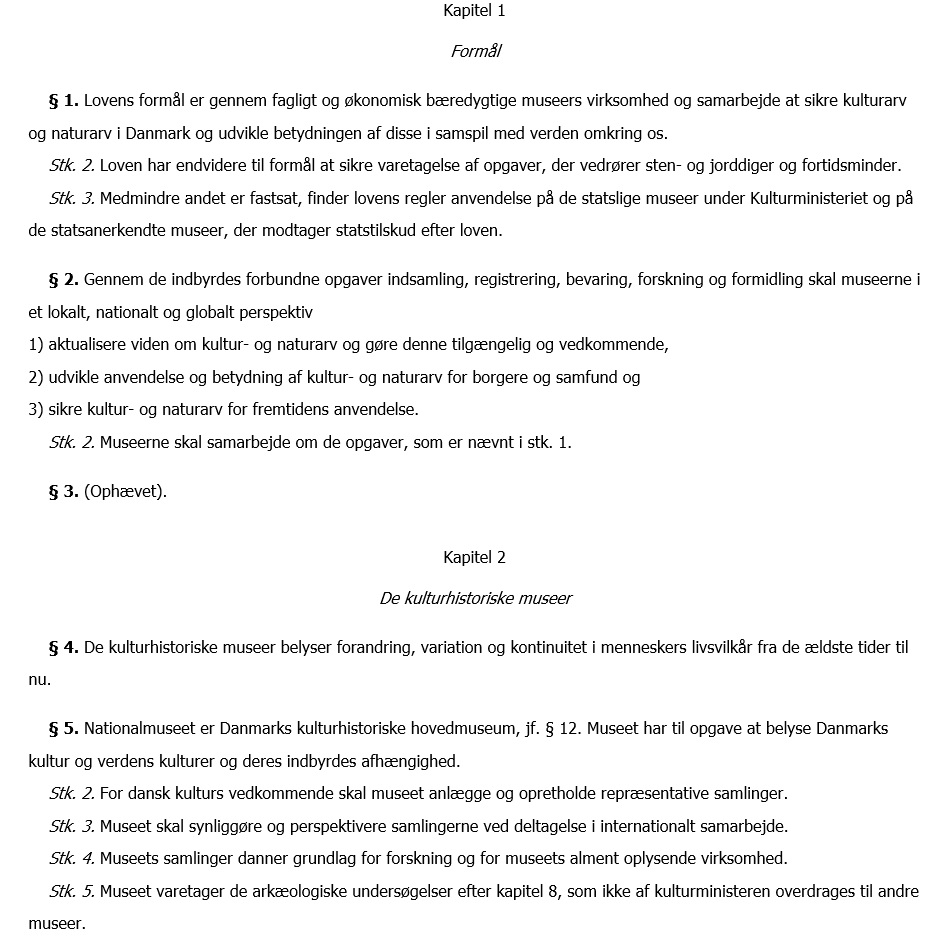 Kapitel 1
Formål
§ 1. Lovens formål er gennem fagligt og økonomisk bæredygtige museers virksomhed og samarbejde at sikre kulturarv
og naturarv i Danmark og udvikle betydningen af disse i samspil med verden omkring os.
Stk. 2. Loven har endvidere til formål at sikre varetagelse af opgaver, der vedrører sten- og jorddiger og fortidsminder.
Stk. 3. Medmindre andet er fastsat, finder lovens regler anvendelse på de statslige museer under Kulturministeriet og på
de statsanerkendte museer, der modtager statstilskud efter loven.
§ 2. Gennem de indbyrdes forbundne opgaver indsamling, registrering, bevaring, forskning og formidling skal museerne i
et lokalt, nationalt og globalt perspektiv
1) aktualisere viden om kultur- og naturarv og gøre denne tilgængelig og vedkommende,
2) udvikle anvendelse og betydning af kultur- og naturarv for borgere og samfund og
3) sikre kultur- og naturarv for fremtidens anvendelse.
Stk. 2. Museerne skal samarbejde om de opgaver, som er nævnt i stk. 1.
§ 3. (Ophævet).
Kapitel 2
De kulturhistoriske museer
§ 4. De kulturhistoriske museer belyser forandring, variation og kontinuitet i menneskers livsvilkår fra de ældste tider til
nu.
§ 5. Nationalmuseet er Danmarks kulturhistoriske hovedmuseum, jf. § 12. Museet har til opgave at belyse Danmarks
kultur og verdens kulturer og deres indbyrdes afhængighed.
Stk. 2. For dansk kulturs vedkommende skal museet anlægge og opretholde repræsentative samlinger.
Stk. 3. Museet skal synliggøre og perspektivere samlingerne ved deltagelse i internationalt samarbejde.
Stk. 4. Museets samlinger danner grundlag for forskning og for museets alment oplysende virksomhed.
Stk. 5. Museet varetager de arkæologiske undersøgelser efter kapitel 8, som ikke af kulturministeren overdrages til andre
museer.